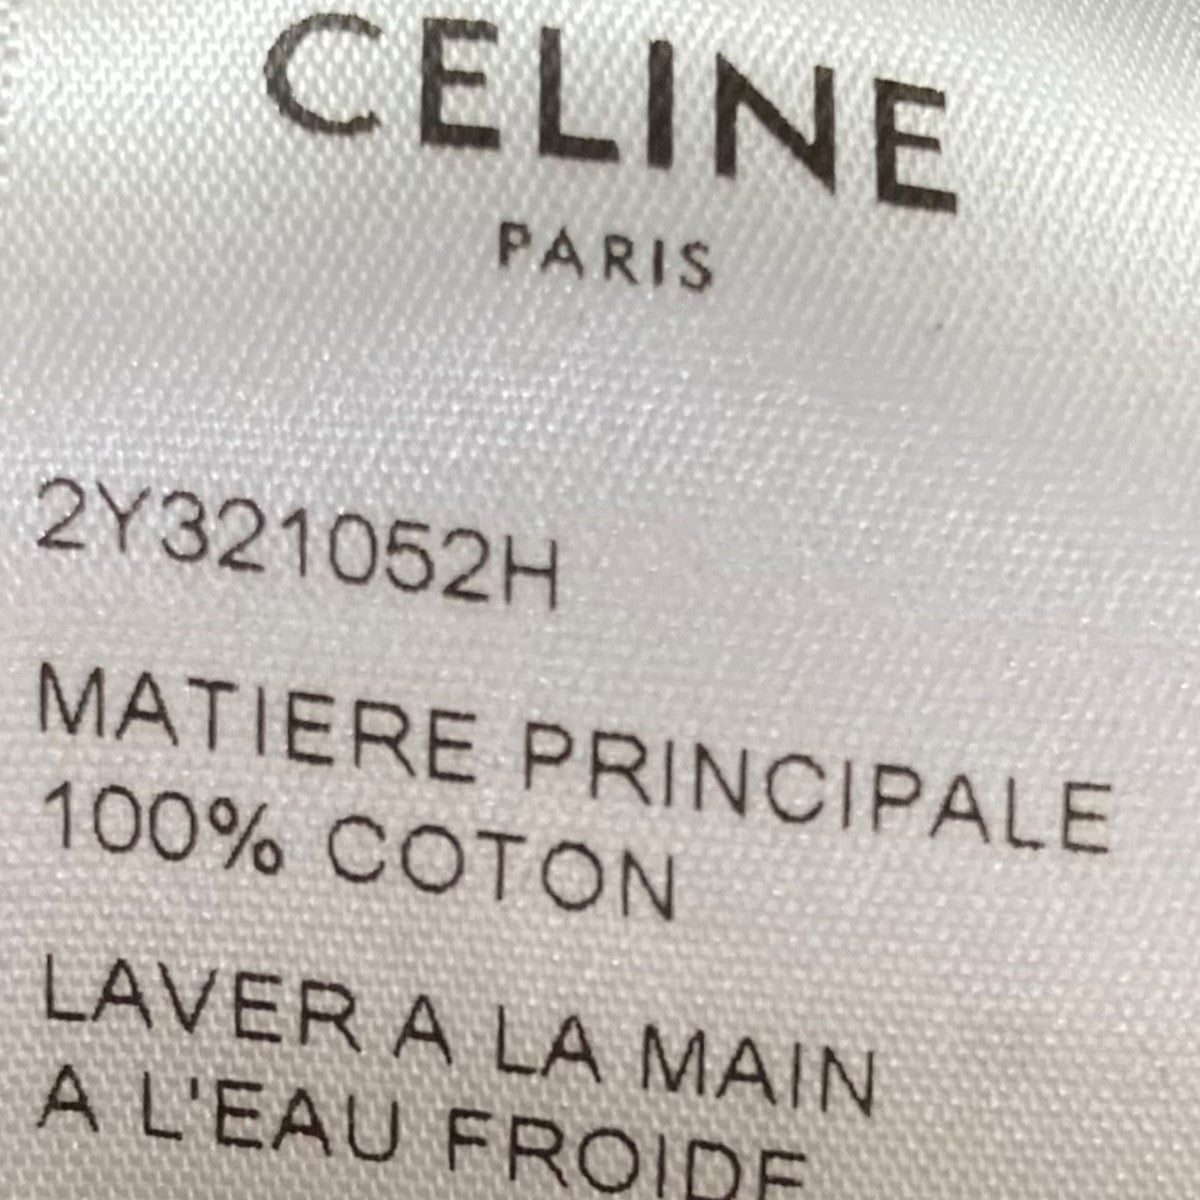 CELINE
PARIS
2Y321052H
MATIERE PRINCIPALE
100% COTON
LAVER A LA MAIN
A L'EAU FROIDE